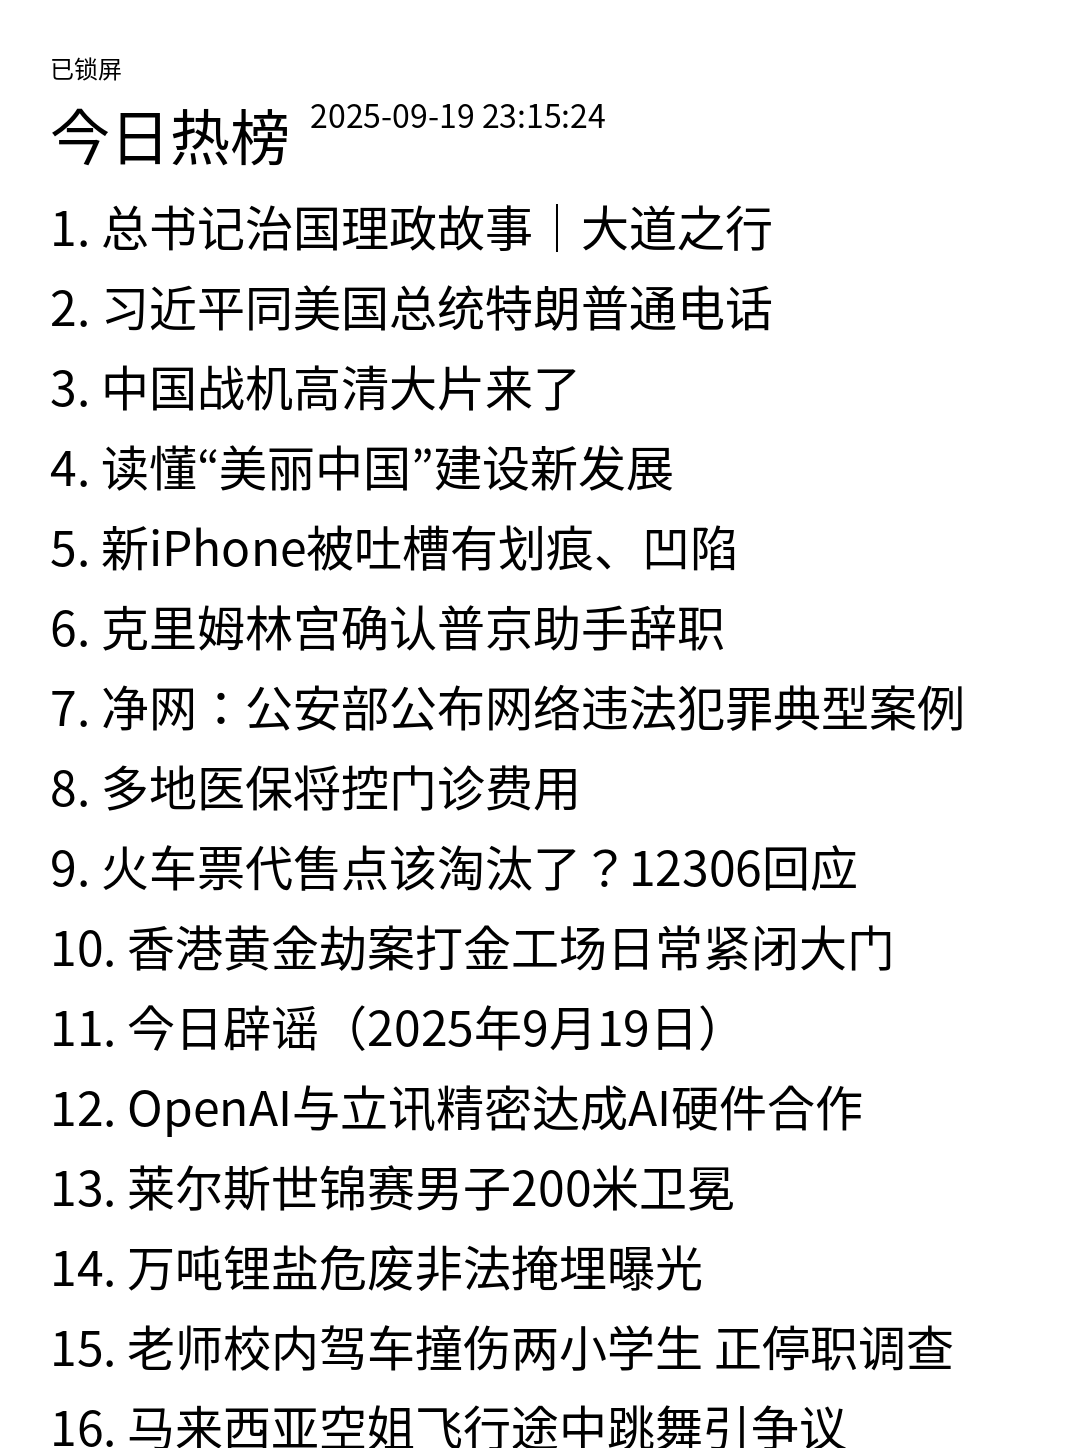 已锁屏
今日热榜 2025-09-19 23:15:24
1. 总书记治国理政故事｜大道之行
2. 习近平同美国总统特朗普通电话
3. 中国战机高清大片来了
4. 读懂“美丽中国”建设新发展
5. 新iPhone被吐槽有划痕、凹陷
6. 克里姆林宫确认普京助手辞职
7. 净网：公安部公布网络违法犯罪典型案例
8. 多地医保将控门诊费用
9. 火车票代售点该淘汰了？12306回应
10. 香港黄金劫案打金工场日常紧闭大门
11. 今日辟谣（2025年9月19日）
12. OpenAI与立讯精密达成AI硬件合作
13. 莱尔斯世锦赛男子200米卫冕
14. 万吨锂盐危废非法掩埋曝光
15. 老师校内驾车撞伤两小学生 正停职调查
16. 马来西亚空姐飞行途中跳舞引争议